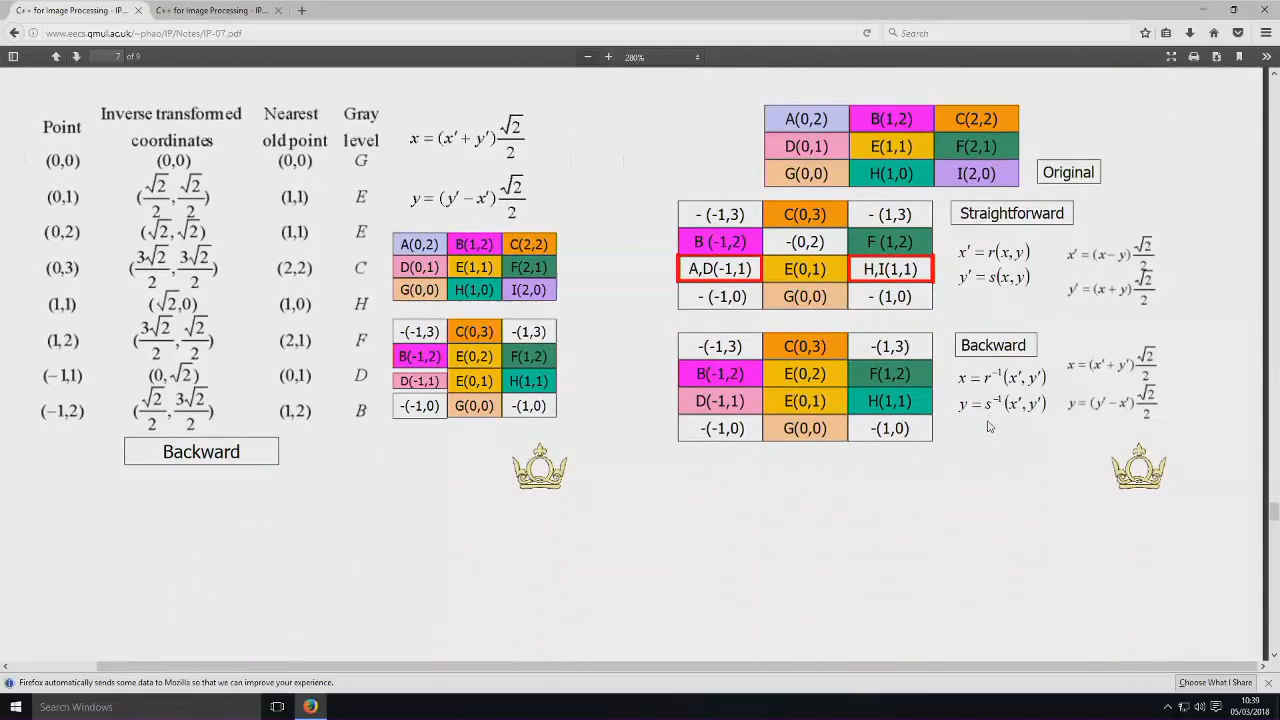 C++ for Image Processing - IP...
C++ for Image Processing - IP...
www.eecs.qmul.ac.uk/~phao/IP/Notes/IP-07.pdf
Search
7 of 9
280%
Point Inverse transformed coordinates Nearest old point Gray level
(0,0) (0,0) (0,0) G
(0,1) (√2/2, √2/2) (1,1) E
(0,2) (√2, √2) (1,1) E
(0,3) (3√2/2, 3√2/2) (2,2) C
(1,1) (√2,0) (1,0) H
(1,2) (3√2/2, √2/2) (2,1) F
(−1,1) (0,√2) (0,1) D
(−1,2) (√2/2, 3√2/2) (1,2) B
Backward
x = (x′ + y′) √2/2
y = (y′ − x′) √2/2
A(0,2) B(1,2) C(2,2)
D(0,1) E(1,1) F(2,1)
G(0,0) H(1,0) I(2,0)
-(-1,3) C(0,3) -(1,3)
B(-1,2) E(0,2) F(1,2)
D(-1,1) E(0,1) H(1,1)
-(-1,0) G(0,0) -(1,0)
A(0,2) B(1,2) C(2,2)
D(0,1) E(1,1) F(2,1)
G(0,0) H(1,0) I(2,0)
Original
- (-1,3) C(0,3) - (1,3)
B (-1,2) -(0,2) F (1,2)
A,D(-1,1) E(0,1) H,I(1,1)
- (-1,0) G(0,0) - (1,0)
Straightforward
x′ = r(x, y)
y′ = s(x, y)
x′ = (x − y) √2/2
y′ = (x + y) √2/2
-(-1,3) C(0,3) -(1,3)
B(-1,2) E(0,2) F(1,2)
D(-1,1) E(0,1) H(1,1)
-(-1,0) G(0,0) -(1,0)
Backward
x = r⁻¹(x′, y′)
y = s⁻¹(x′, y′)
x = (x′ + y′) √2/2
y = (y′ − x′) √2/2
Firefox automatically sends some data to Mozilla so that we can improve your experience.
Choose What I Share
Search Windows
10:39
05/03/2018